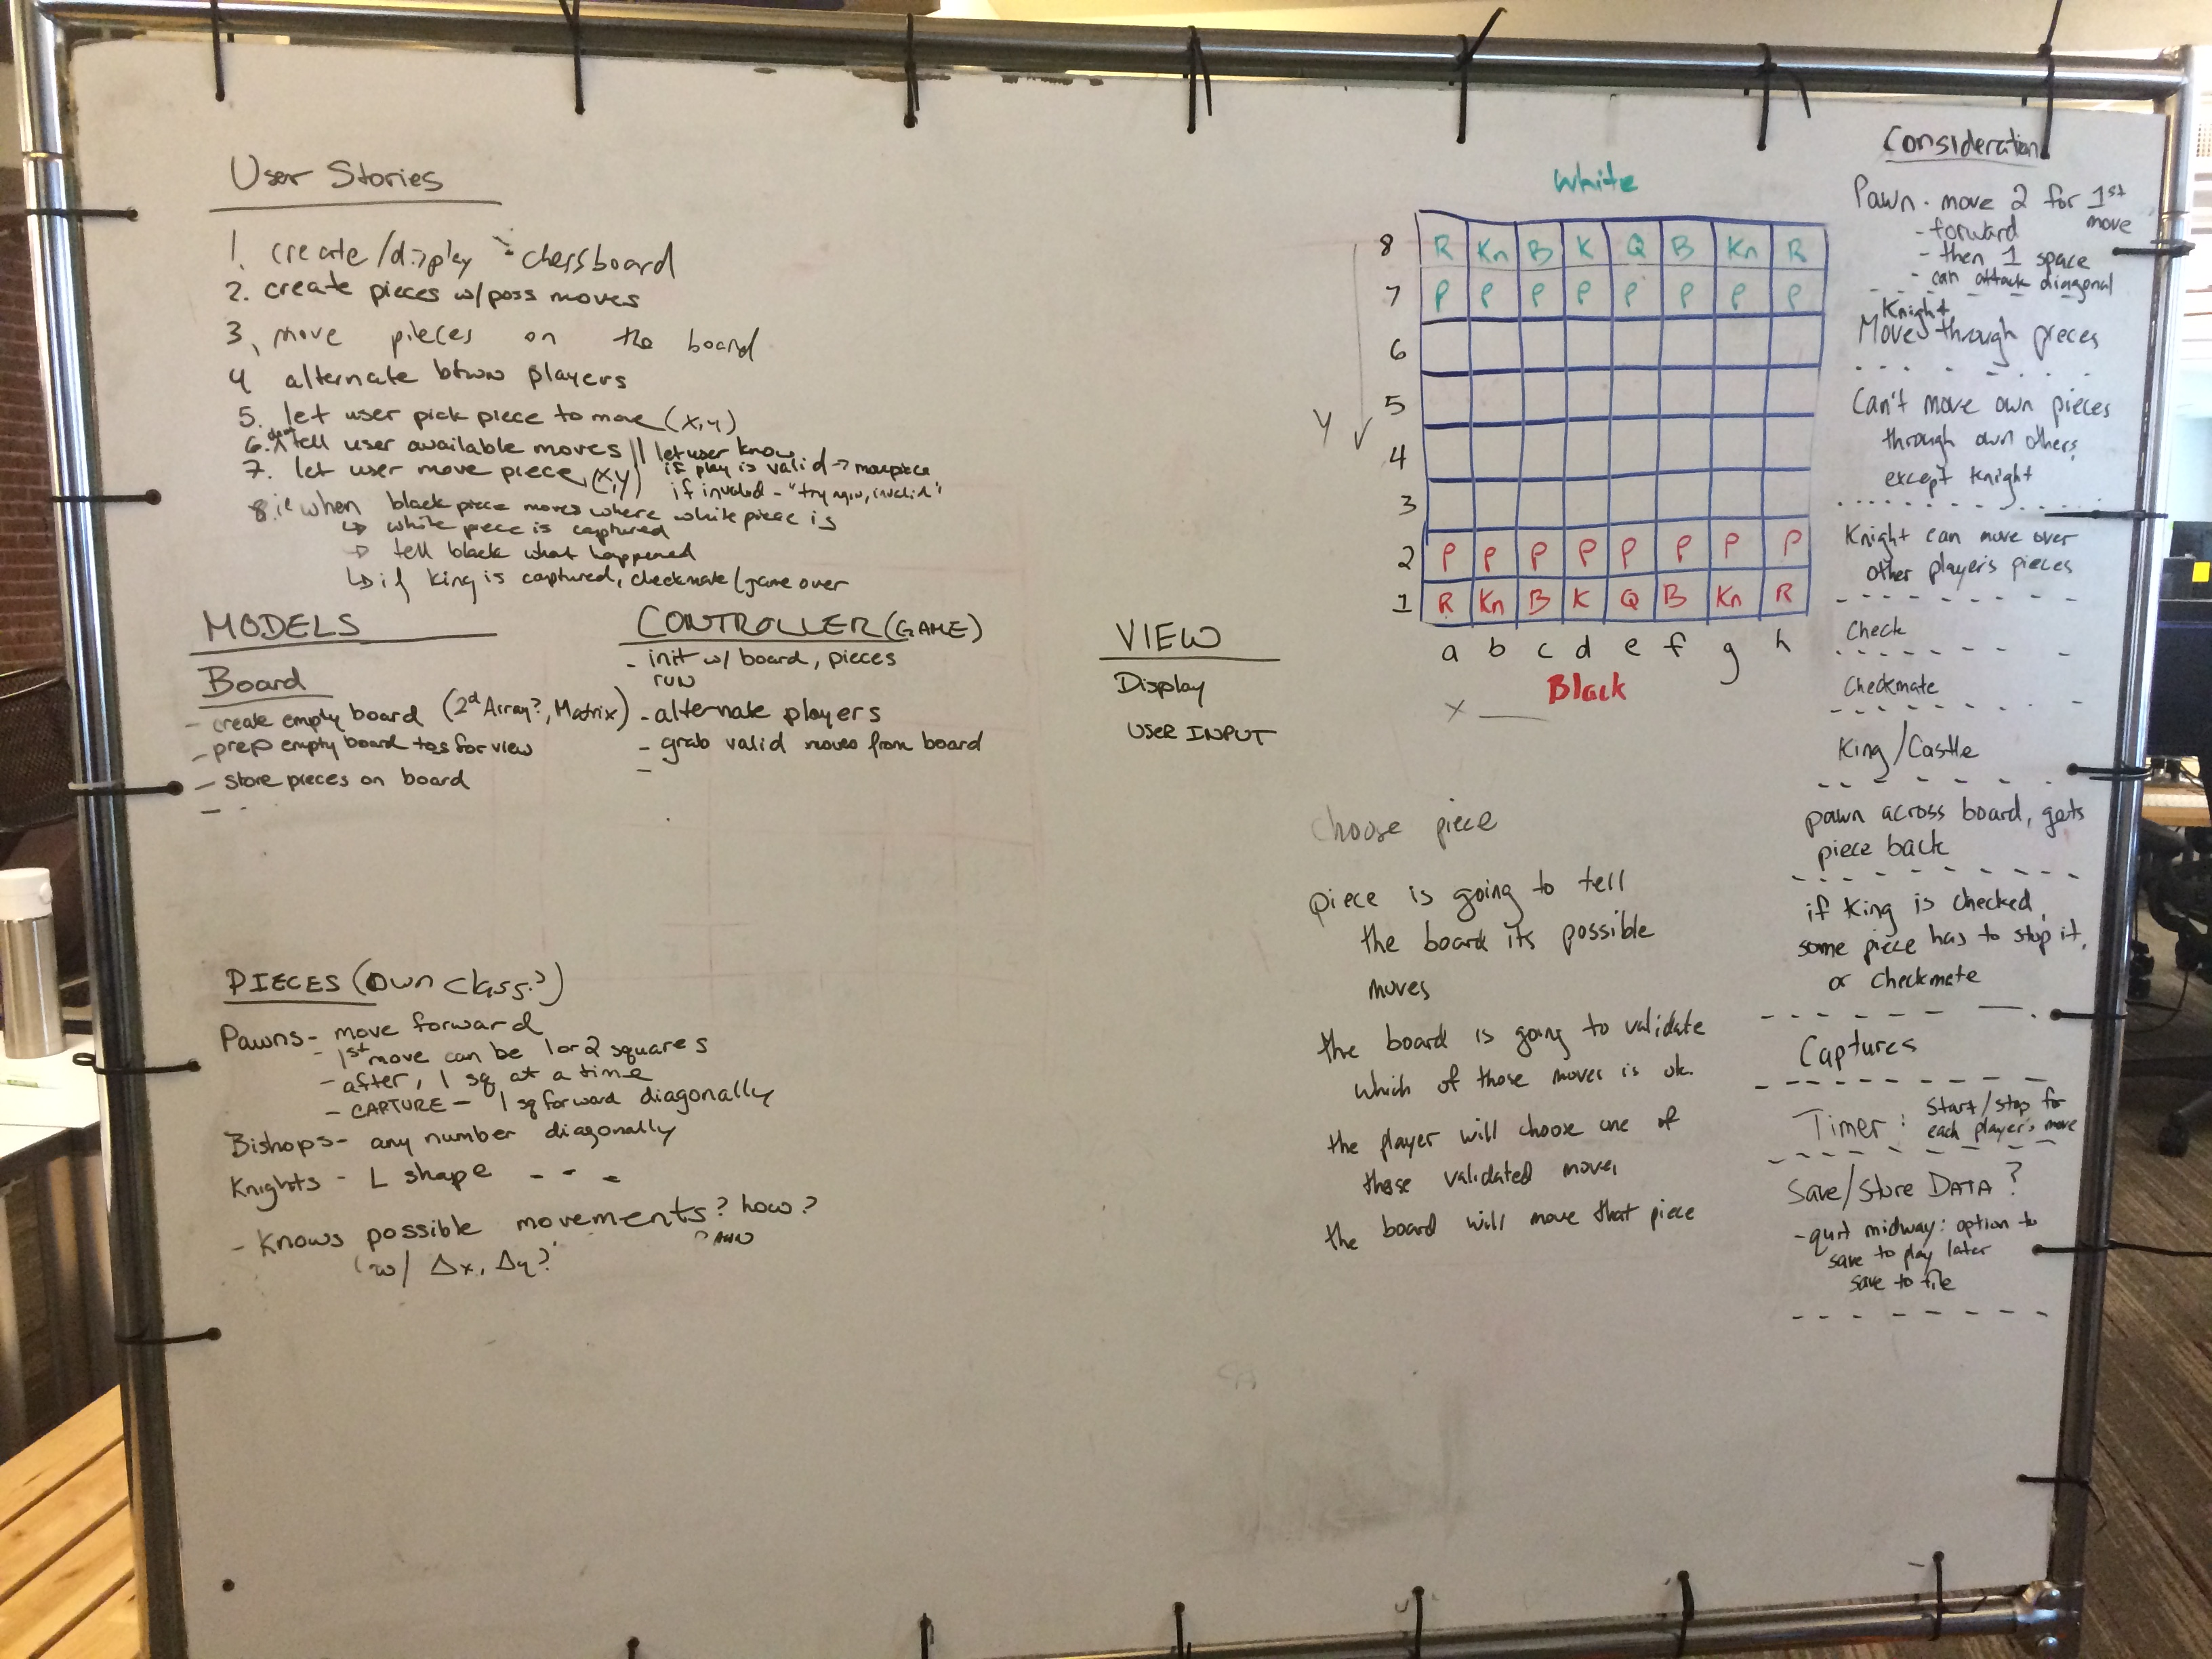 User Stories
1. create/display chessboard
2. create pieces w/poss moves
3, move pieces on the board
4 alternate btwn players
5. let user pick piece to move (x,y)
6. tell user available moves || let user know
7. let user move piece (x,y) if play is valid → move piece
if invalid - "try again, invalid"
8. ie when black piece moves where white piece is
↳ white piece is captured
→ tell black what happened
↳ if king is captured, checkmate/game over
MODELS
Board
- create empty board (2d Array?, Matrix)
- prep empty board to s for view
- store pieces on board
-
CONTROLLER (GAME)
- init w/ board, pieces
run
- alternate players
- grab valid moves from board
-
VIEW
Display
USER INPUT
PIECES (Own class?)
Pawns - move forward
- 1st move can be 1 or 2 squares
- after, 1 sq at a time
- CAPTURE - 1 sq forward diagonally
Bishops - any number diagonally
Knights - L shape - - -
- Knows possible movements? how?
(w/ Δx, Δy?
White
8 R Kn B K Q B Kn R
7 P P P P P P P P
6
5
y
4
3
2 P P P P P P P P
1 R Kn B K Q B Kn R
a b c d e f g h
Black
x
Choose piece
piece is going to tell
the board its possible
moves
the board is going to validate
which of those moves is ok.
the player will choose one of
those validated moves
the board will move that piece
Consideration
Pawn - move 2 for 1st
move
- forward
- then 1 space
- can attack diagonal
Knight
Moves through pieces
Can't move own pieces
through own others,
except knight
Knight can move over
other player's pieces
Check
Checkmate
King/Castle
pawn across board, gets
piece back
if King is checked,
some piece has to stop it,
or checkmate
Captures
Timer: Start/stop for
each player's move
Save/Store DATA?
- quit midway: option to
save to play later
save to file